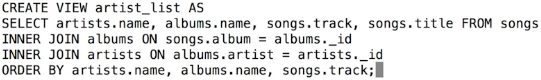 CREATE VIEW artist_list AS
SELECT artists.name, albums.name, songs.track, songs.title FROM songs
INNER JOIN albums ON songs.album = albums._id
INNER JOIN artists ON albums.artist = artists._id
ORDER BY artists.name, albums.name, songs.track;